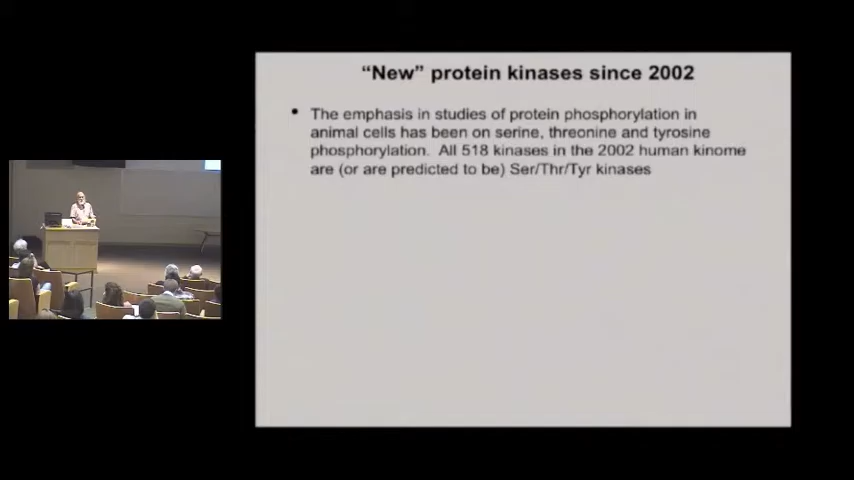 “New” protein kinases since 2002
• The emphasis in studies of protein phosphorylation in
animal cells has been on serine, threonine and tyrosine
phosphorylation.  All 518 kinases in the 2002 human kinome
are (or are predicted to be) Ser/Thr/Tyr kinases